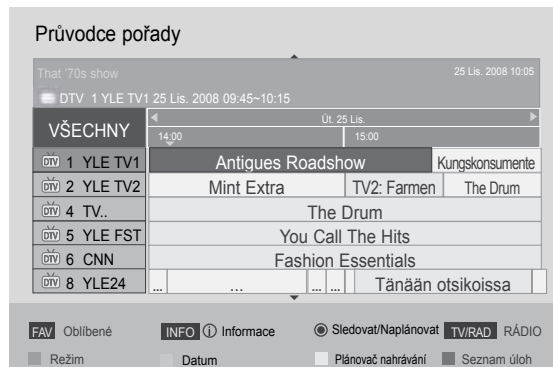 Průvodce pořady
That '70s show 25 Lis. 2008 10:05
DTV 1 YLE TV1 25 Lis. 2008 09:45~10:15
VŠECHNY Út. 25 Lis.
14:00 15:00
DTV 1 YLE TV1 Antigues Roadshow Kungskonsumente
DTV 2 YLE TV2 Mint Extra TV2: Farmen The Drum
DTV 4 TV.. The Drum
DTV 5 YLE FST You Call The Hits
DTV 6 CNN Fashion Essentials
DTV 8 YLE24 ... ... ... ... Tänään otsikoissa
FAV Oblíbené INFO i Informace Sledovat/Naplánovat TV/RAD RÁDIO
Režim Datum Plánovač nahrávání Seznam úloh